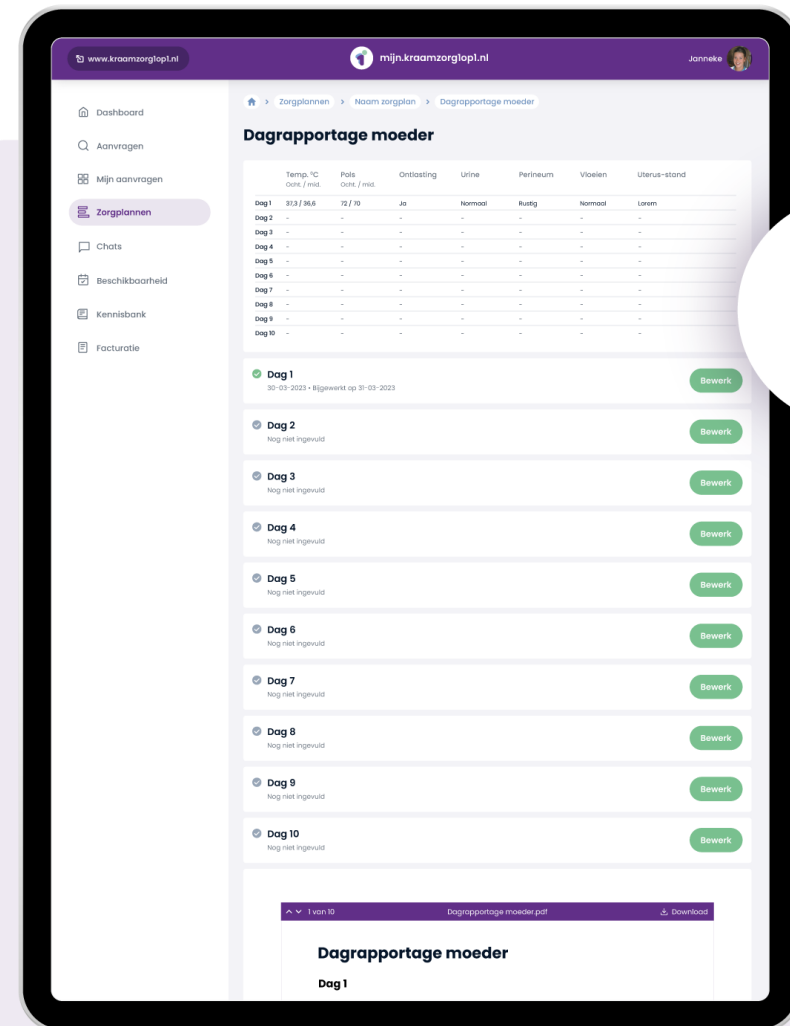 www.kraamzorg1op1.nl
mijn.kraamzorg1op1.nl
Janneke
Dashboard
Aanvragen
Mijn aanvragen
Zorgplannen
Chats
Beschikbaarheid
Kennisbank
Facturatie
> Zorgplannen > Naam zorgplan > Dagrapportage moeder
Dagrapportage moeder
Temp. °C Pols Ontlasting Urine Perineum Vloeien Uterus-stand
Ocht. / mid. Ocht. / mid.
Dag 1 37,3 / 36,6 72 / 70 Ja Normaal Rustig Normaal Lorem
Dag 2 - - - - - - -
Dag 3 - - - - - - -
Dag 4 - - - - - - -
Dag 5 - - - - - - -
Dag 6 - - - - - - -
Dag 7 - - - - - - -
Dag 8 - - - - - - -
Dag 9 - - - - - - -
Dag 10 - - - - - - -
Dag 1
30-03-2023 • Bijgewerkt op 31-03-2023
Bewerk
Dag 2
Nog niet ingevuld
Bewerk
Dag 3
Nog niet ingevuld
Bewerk
Dag 4
Nog niet ingevuld
Bewerk
Dag 5
Nog niet ingevuld
Bewerk
Dag 6
Nog niet ingevuld
Bewerk
Dag 7
Nog niet ingevuld
Bewerk
Dag 8
Nog niet ingevuld
Bewerk
Dag 9
Nog niet ingevuld
Bewerk
Dag 10
Nog niet ingevuld
Bewerk
1 van 10 Dagrapportage moeder.pdf Download
Dagrapportage moeder
Dag 1